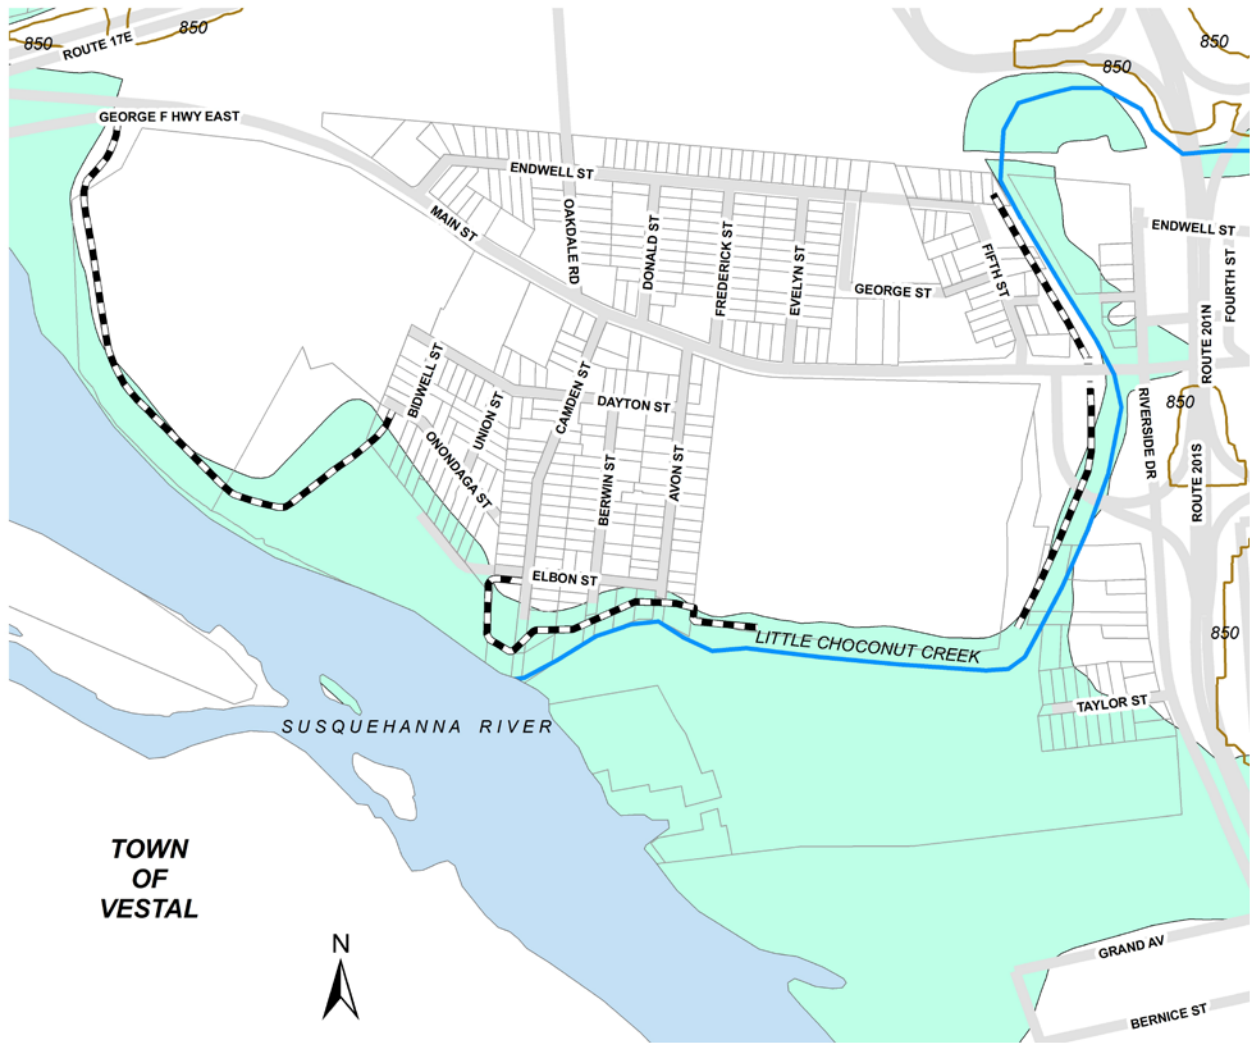 850
ROUTE 17E
850
850
850
GEORGE F HWY EAST
ENDWELL ST
MAIN ST
OAKDALE RD
DONALD ST
FREDERICK ST
EVELYN ST
GEORGE ST
FIFTH ST
ENDWELL ST
FOURTH ST
ROUTE 201N
BIDWELL ST
UNION ST
CAMDEN ST
DAYTON ST
850
RIVERSIDE DR
ONONDAGA ST
BERWIN ST
AVON ST
ROUTE 201S
ELBON ST
850
LITTLE CHOCONUT CREEK
TAYLOR ST
SUSQUEHANNA RIVER
TOWN
OF
VESTAL
N
GRAND AV
BERNICE ST